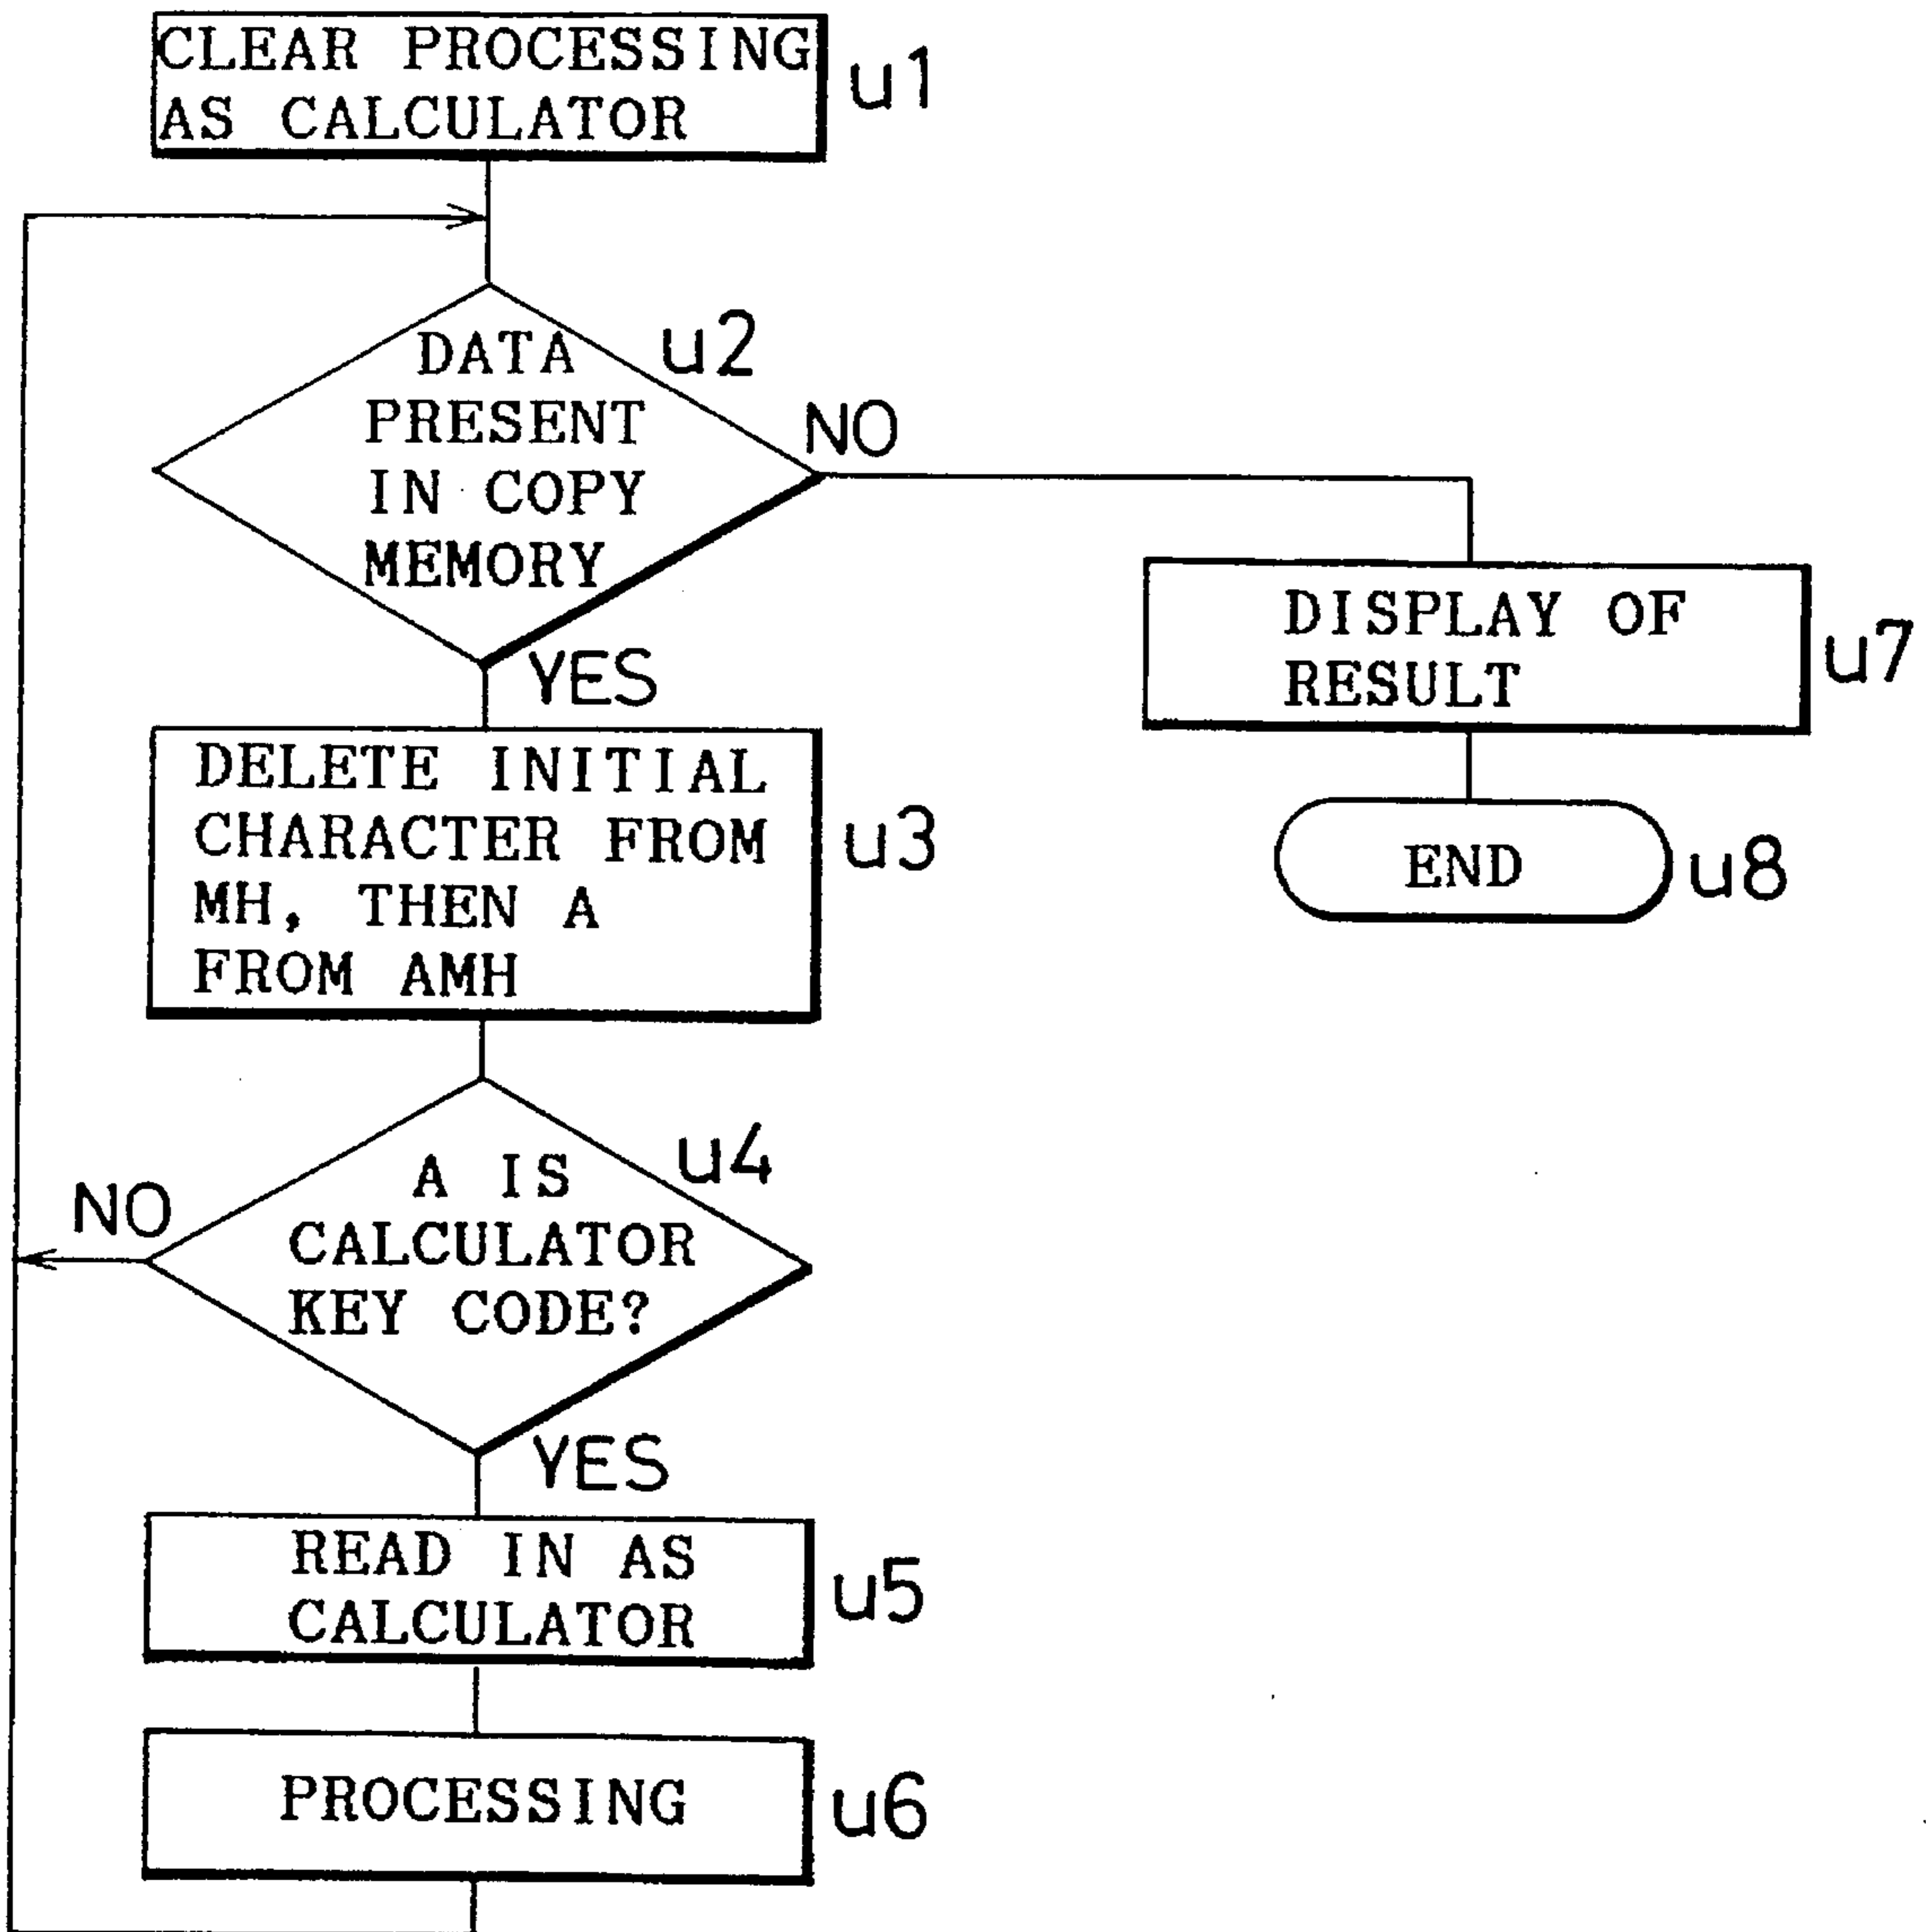 CLEAR PROCESSING
AS CALCULATOR
u1
DATA
PRESENT
IN COPY
MEMORY
u2
NO
YES
DELETE INITIAL
CHARACTER FROM
MH, THEN A
FROM AMH
u3
A IS
CALCULATOR
KEY CODE?
u4
NO
YES
READ IN AS
CALCULATOR
u5
PROCESSING
u6
DISPLAY OF
RESULT
u7
END
u8